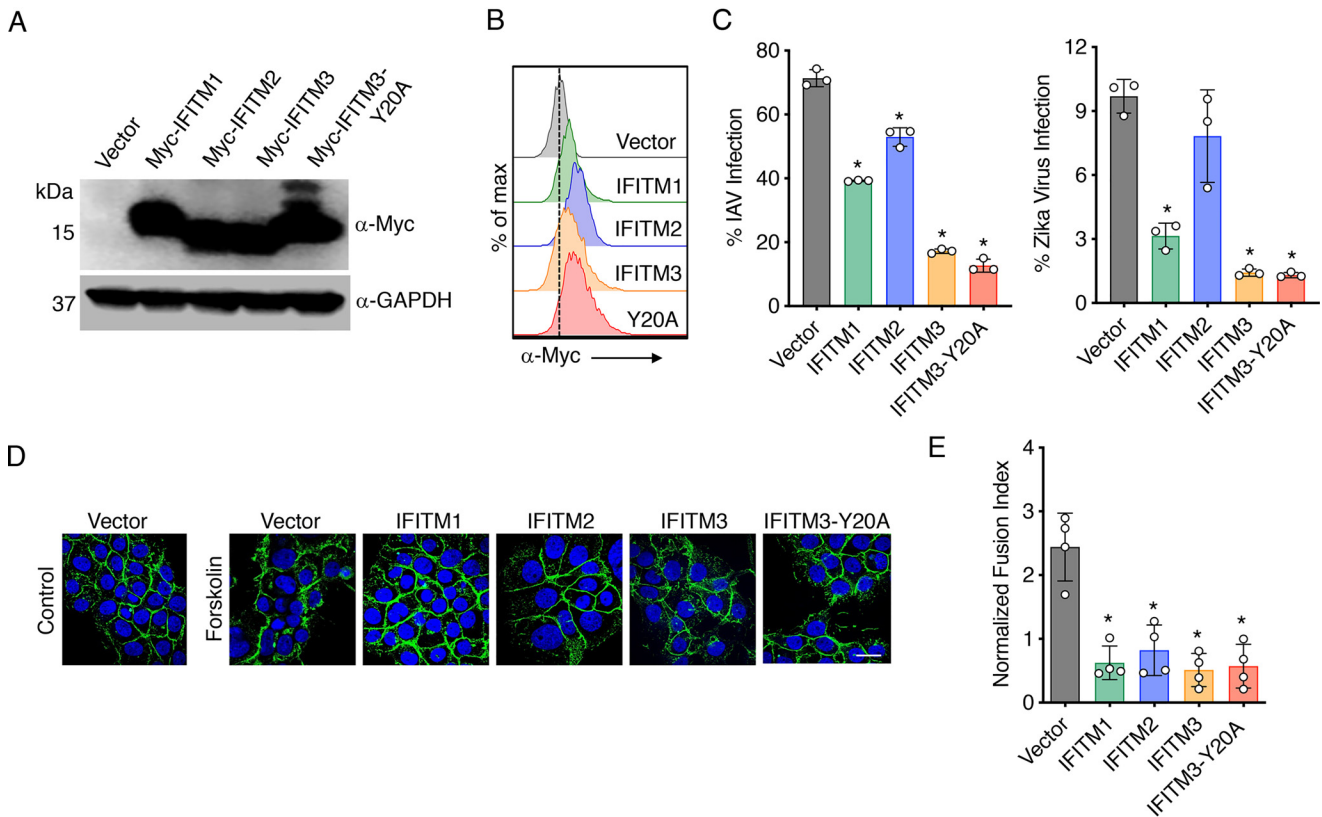 A
Vector
Myc-IFITM1
Myc-IFITM2
Myc-IFITM3
Myc-IFITM3-
Y20A
kDa
15
α-Myc
37
α-GAPDH
B
% of max
Vector
IFITM1
IFITM2
IFITM3
Y20A
α-Myc
C
% IAV Infection
80
60
40
20
0
*
*
*
*
Vector
IFITM1
IFITM2
IFITM3
IFITM3-Y20A
% Zika Virus Infection
12
9
6
3
0
*
*
*
Vector
IFITM1
IFITM2
IFITM3
IFITM3-Y20A
D
Vector
Control
Vector
IFITM1
IFITM2
IFITM3
IFITM3-Y20A
Forskolin
E
Normalized Fusion Index
4
3
2
1
0
*
*
*
*
Vector
IFITM1
IFITM2
IFITM3
IFITM3-Y20A